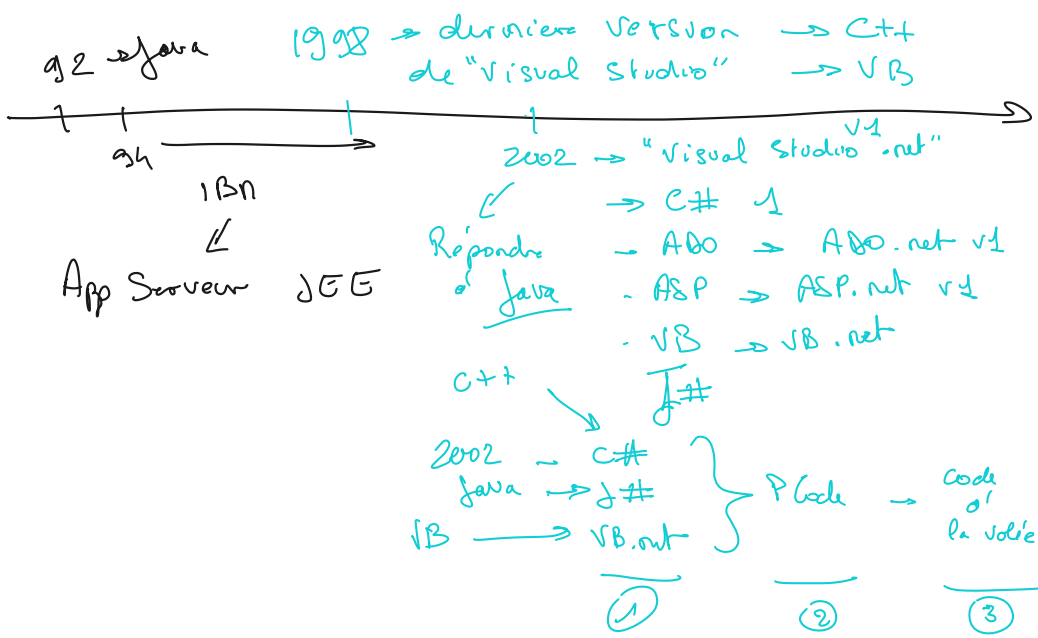 92 → Java
1998 → derniere version → C++
de "Visual Studio" → VB
94
IBM
App Serveur JEE
2002 → "Visual Studio V1 .net"
→ C# 1
Répondre
à Java
- ADO → ADO.net v1
- ASP → ASP.net v1
- VB → VB.net
J#
C++
2002 - C#
Java → J#
VB → VB.net
PCode → code
à
la volée
1
2
3